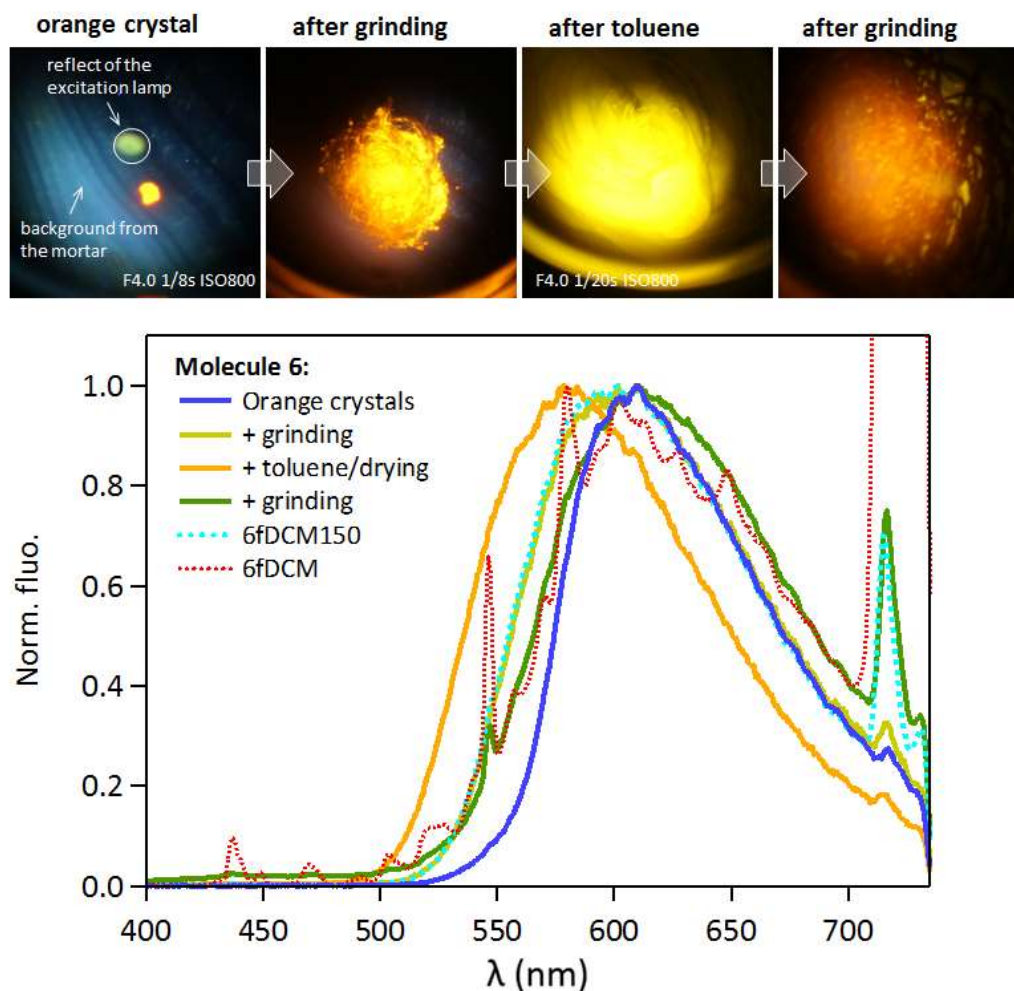 orange crystal
after grinding
after toluene
after grinding
reflect of the
excitation lamp
background from
the mortar
F4.0 1/8s ISO800
F4.0 1/20s ISO800
Molecule 6:
Orange crystals
+ grinding
+ toluene/drying
+ grinding
6fDCM150
6fDCM
Norm. fluo.
1.0
0.8
0.6
0.4
0.2
0.0
400
450
500
550
600
650
700
λ (nm)